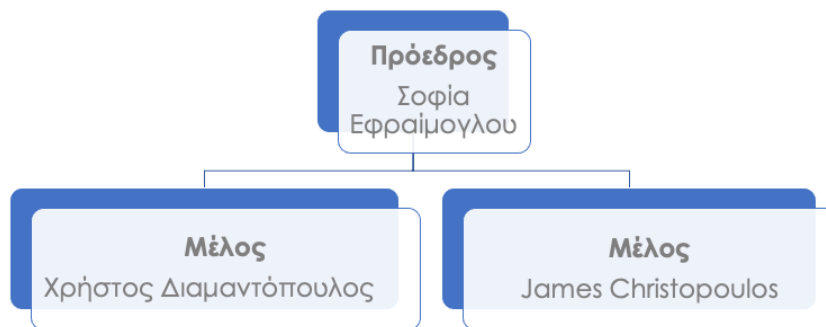 Πρόεδρος
Σοφία
Εφραίμογλου
Μέλος
Χρήστος Διαμαντόπουλος
Μέλος
James Christopoulos